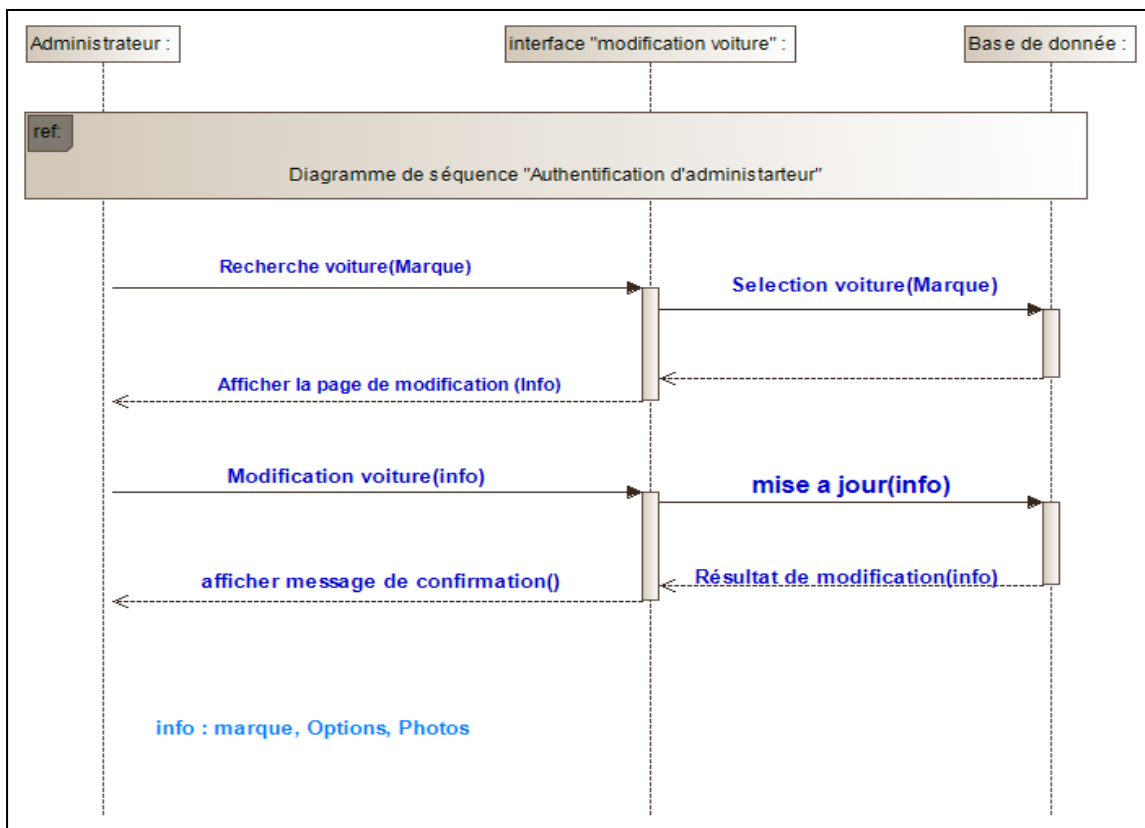 Administrateur :
interface "modification voiture" :
Base de donnée :
ref:
Diagramme de séquence "Authentification d'administarteur"
Recherche voiture(Marque)
Selection voiture(Marque)
Afficher la page de modification (Info)
Modification voiture(info)
mise a jour(info)
Résultat de modification(info)
afficher message de confirmation()
info : marque, Options, Photos